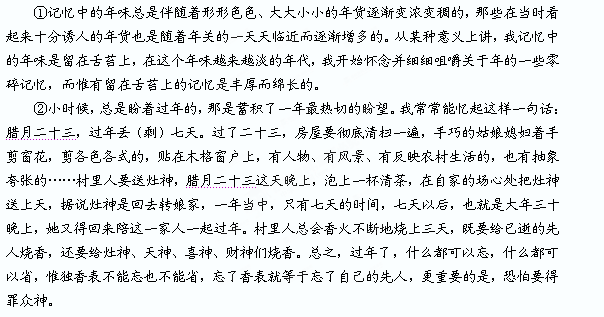 ①记忆中的年味总是伴随着形形色色、大大小小的年货逐渐变浓变稠的，那些在当时看
起来十分诱人的年货也是随着年关的一天天临近而逐渐增多的。从某种意义上讲，我记忆中
的年味是留在舌苔上，在这个年味越来越淡的年代，我开始怀念并细细咀嚼关于年的一些零
碎记忆，而惟有留在舌苔上的记忆是丰厚而绵长的。
②小时候，总是盼着过年的，那是蓄积了一年最热切的盼望。我常常能忆起这样一句话：
腊月二十三，过年丢（剩）七天。过了二十三，房屋要彻底清扫一遍，手巧的姑娘媳妇着手
剪窗花，剪各色各式的，贴在木格窗户上，有人物、有风景、有反映农村生活的，也有抽象
夸张的……村里人要送灶神，腊月二十三这天晚上，泡上一杯清茶，在自家的场心处把灶神
送上天，据说灶神是回去转娘家，一年当中，只有七天的时间，七天以后，也就是大年三十
晚上，她又得回来陪这一家人一起过年。村里人总会香火不断地烧上三天，既要给已逝的先
人烧香，还要给灶神、天神、喜神、财神们烧香。总之，过年了，什么都可以忘，什么都可
以省，惟独香表不能忘也不能省，忘了香表就等于忘了自己的先人，更重要的是，恐怕要得
罪众神。